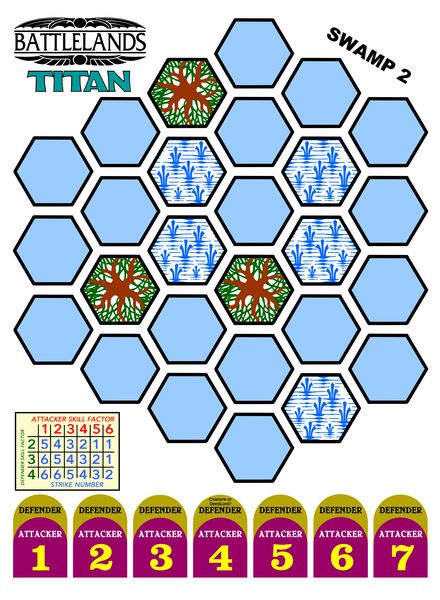 BATTLELANDS
TITAN
SWAMP 2
ATTACKER SKILL FACTOR
1 2 3 4 5 6
DEFENDER SKILL FACTOR
2 5 4 3 2 1 1
3 6 5 4 3 2 1
4 6 6 5 4 3 2
STRIKE NUMBER
DEFENDER DEFENDER DEFENDER Creature or DemiLord? DEFENDER DEFENDER DEFENDER DEFENDER
ATTACKER ATTACKER ATTACKER ATTACKER ATTACKER ATTACKER ATTACKER
1 2 3 4 5 6 7